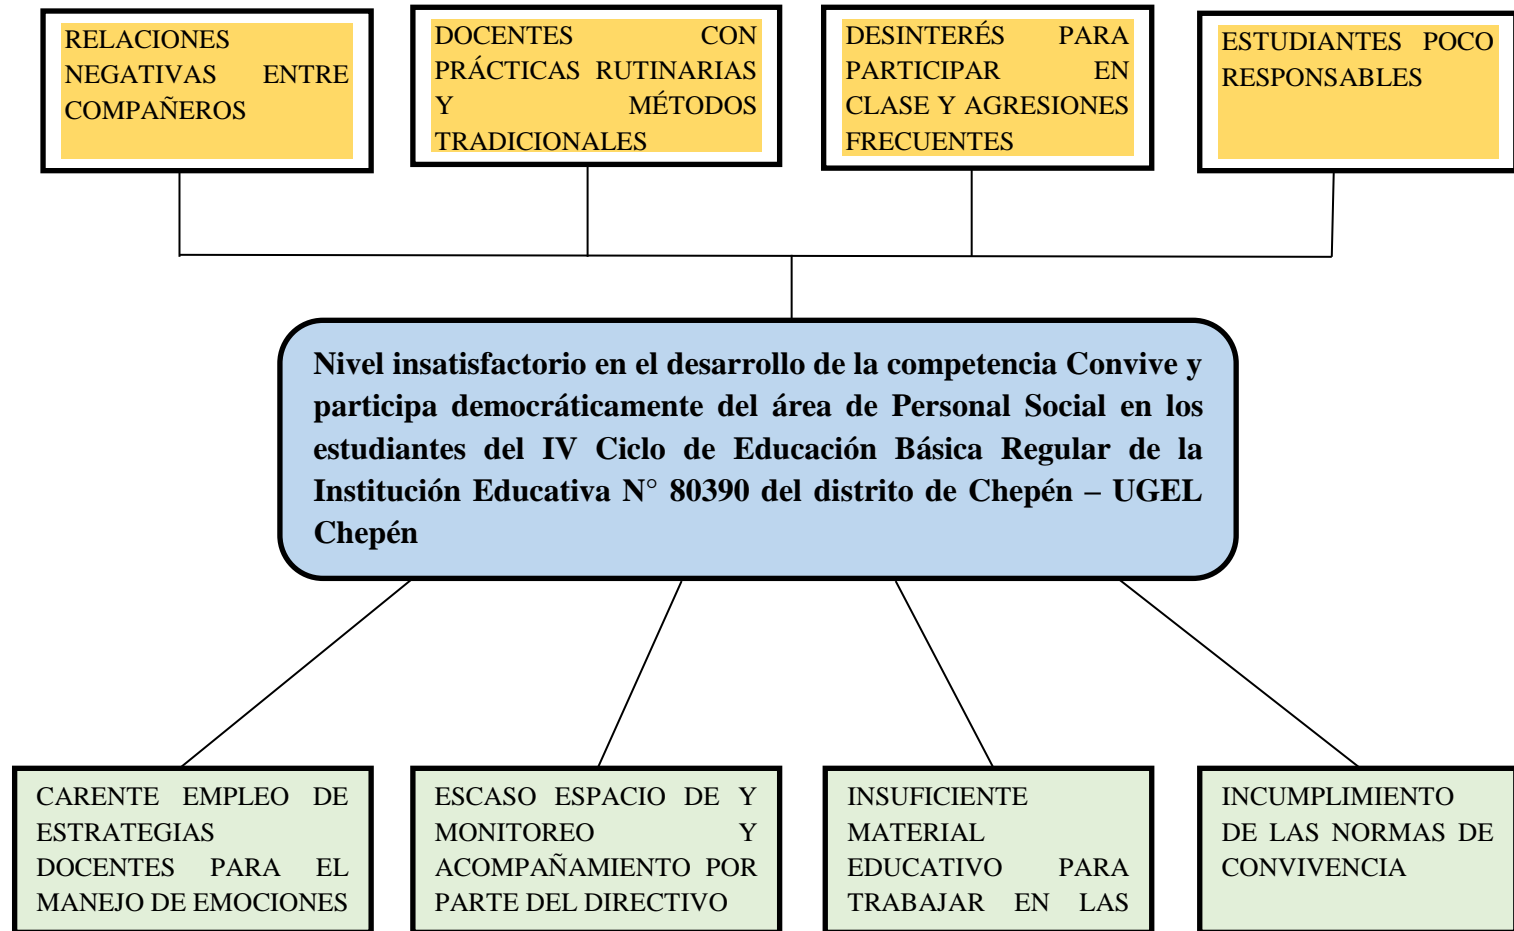 RELACIONES
NEGATIVAS ENTRE
COMPAÑEROS
DOCENTES CON
PRÁCTICAS RUTINARIAS
Y MÉTODOS
TRADICIONALES
DESINTERÉS PARA
PARTICIPAR EN
CLASE Y AGRESIONES
FRECUENTES
ESTUDIANTES POCO
RESPONSABLES
Nivel insatisfactorio en el desarrollo de la competencia Convive y
participa democráticamente del área de Personal Social en los
estudiantes del IV Ciclo de Educación Básica Regular de la
Institución Educativa N° 80390 del distrito de Chepén – UGEL
Chepén
CARENTE EMPLEO DE
ESTRATEGIAS
DOCENTES PARA EL
MANEJO DE EMOCIONES
ESCASO ESPACIO DE Y
MONITOREO Y
ACOMPAÑAMIENTO POR
PARTE DEL DIRECTIVO
INSUFICIENTE
MATERIAL
EDUCATIVO PARA
TRABAJAR EN LAS
INCUMPLIMIENTO
DE LAS NORMAS DE
CONVIVENCIA